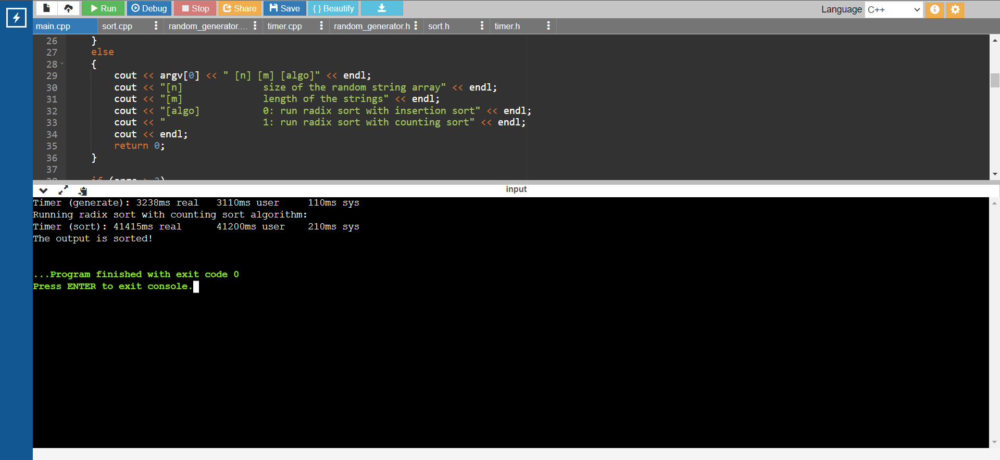 Run Debug Stop Share Save { } Beautify Language C++
main.cpp sort.cpp random_generator.... timer.cpp random_generator.h sort.h timer.h
26 }
27 else
28 {
29 cout << argv[0] << " [n] [m] [algo]" << endl;
30 cout << "[n] size of the random string array" << endl;
31 cout << "[m] length of the strings" << endl;
32 cout << "[algo] 0: run radix sort with insertion sort" << endl;
33 cout << " 1: run radix sort with counting sort" << endl;
34 cout << endl;
35 return 0;
36 }
37
input
Timer (generate): 3238ms real 3110ms user 110ms sys
Running radix sort with counting sort algorithm:
Timer (sort): 41415ms real 41200ms user 210ms sys
The output is sorted!
...Program finished with exit code 0
Press ENTER to exit console.